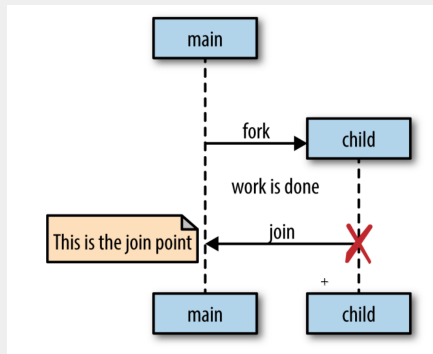 main
fork
child
work is done
This is the join point
join
main
child